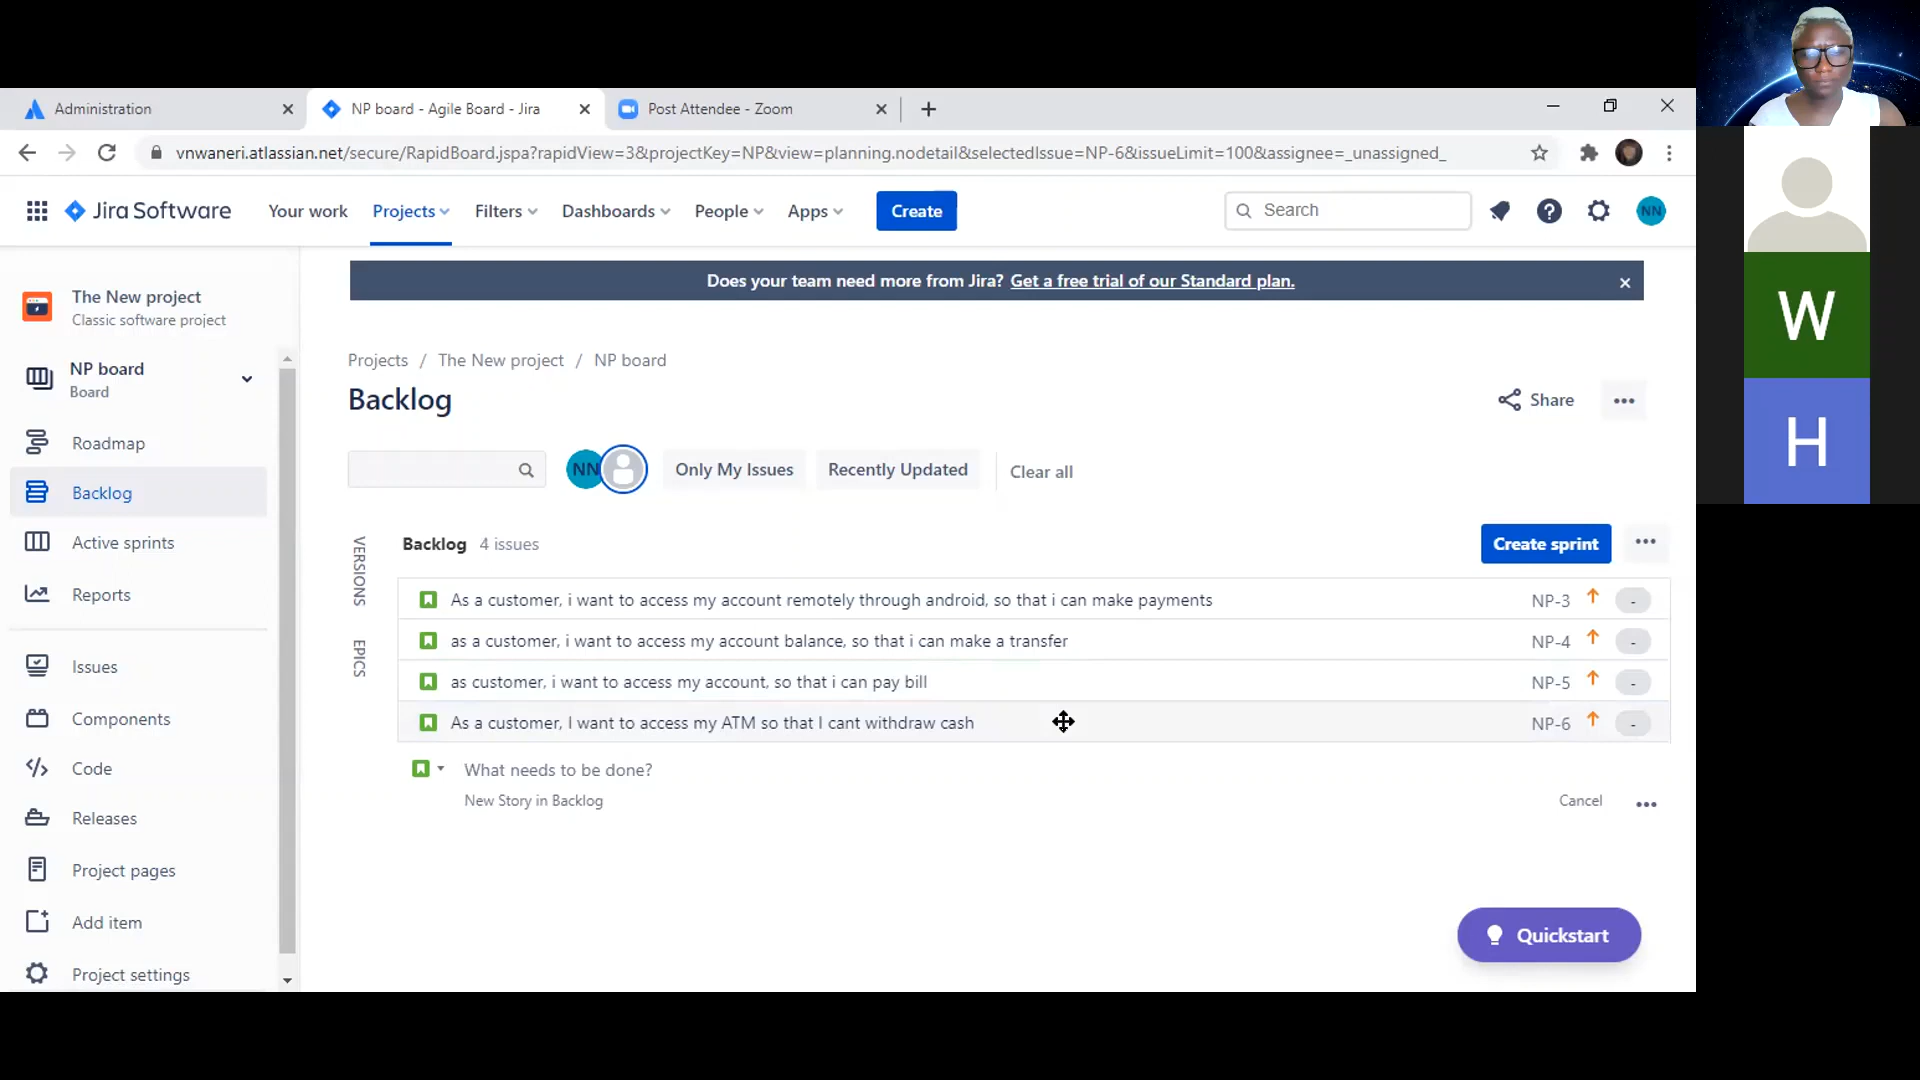 Administration
NP board - Agile Board - Jira
Post Attendee - Zoom
vnwaneri.atlassian.net/secure/RapidBoard.jspa?rapidView=3&projectKey=NP&view=planning.nodetail&selectedIssue=NP-6&issueLimit=100&assignee=_unassigned_
Jira Software
Your work
Projects
Filters
Dashboards
People
Apps
Create
Search
NN
Does your team need more from Jira? Get a free trial of our Standard plan.
The New project
Classic software project
NP board
Board
Roadmap
Backlog
Active sprints
Reports
Issues
Components
Code
Releases
Project pages
Add item
Project settings
Projects / The New project / NP board
Backlog
Share
NN
Only My Issues
Recently Updated
Clear all
VERSIONS
EPICS
Backlog 4 issues
Create sprint
As a customer, i want to access my account remotely through android, so that i can make payments NP-3 -
as a customer, i want to access my account balance, so that i can make a transfer NP-4 -
as customer, i want to access my account, so that i can pay bill NP-5 -
As a customer, I want to access my ATM so that I cant withdraw cash NP-6 -
What needs to be done?
New Story in Backlog
Cancel
Quickstart
W
H